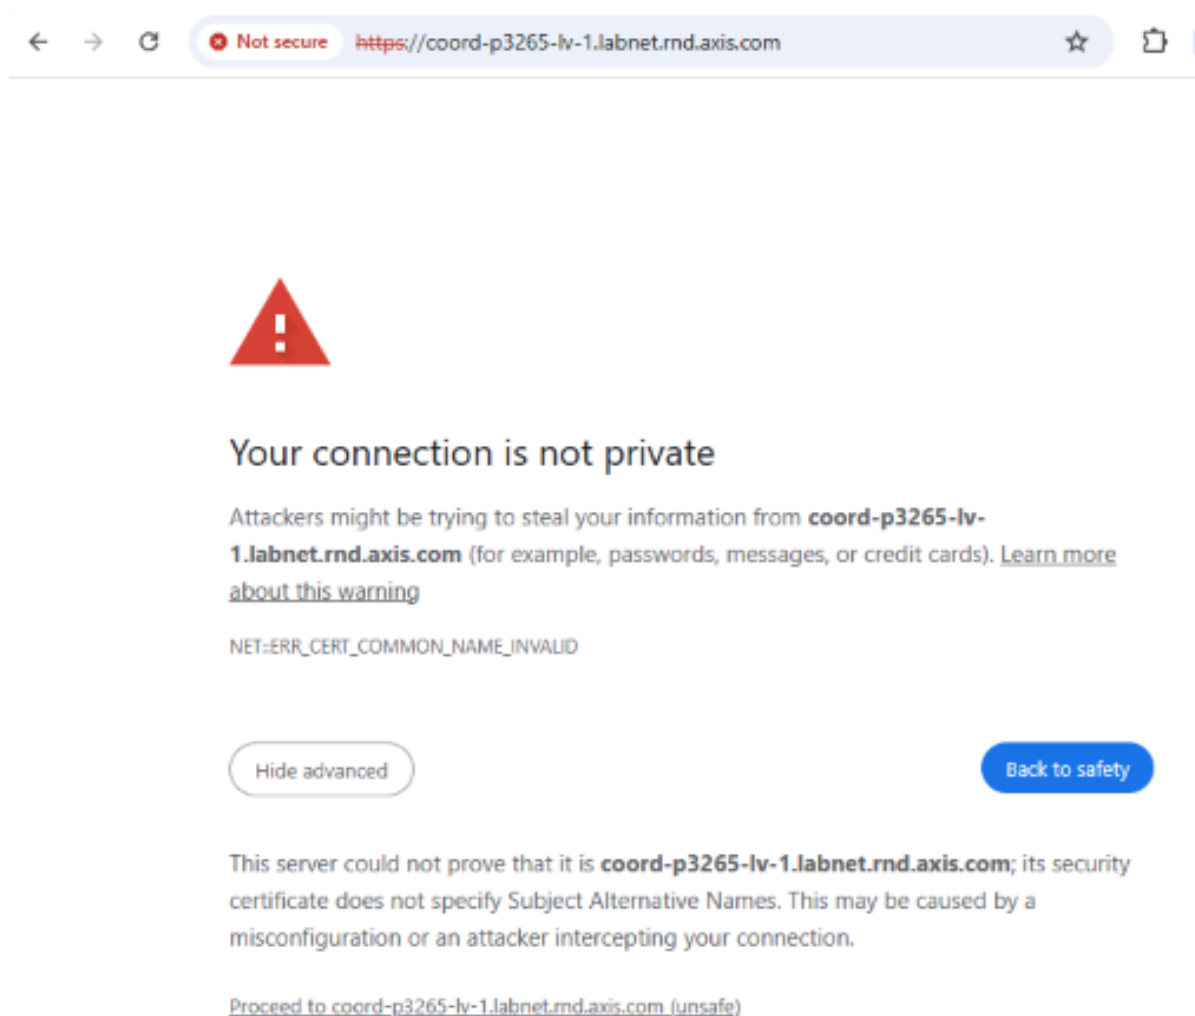 Not secure https://coord-p3265-lv-1.labnet.rnd.axis.com
Your connection is not private
Attackers might be trying to steal your information from coord-p3265-lv-
1.labnet.rnd.axis.com (for example, passwords, messages, or credit cards). Learn more
about this warning
NET::ERR_CERT_COMMON_NAME_INVALID
Hide advanced
Back to safety
This server could not prove that it is coord-p3265-lv-1.labnet.rnd.axis.com; its security
certificate does not specify Subject Alternative Names. This may be caused by a
misconfiguration or an attacker intercepting your connection.
Proceed to coord-p3265-lv-1.labnet.rnd.axis.com (unsafe)